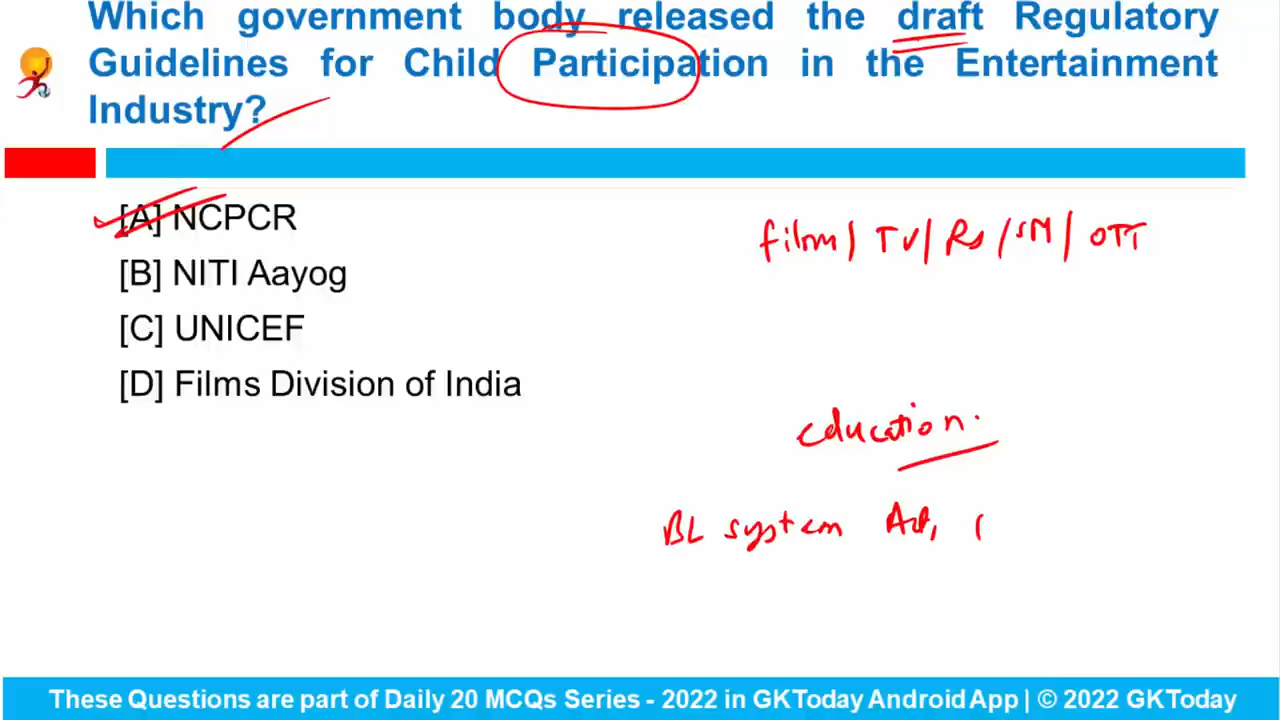 Which government body released the draft Regulatory
Guidelines for Child Participation in the Entertainment
Industry?
[A] NCPCR
film / TV / Rs / SM / OTT
[B] NITI Aayog
[C] UNICEF
[D] Films Division of India
education.
BL system Act, (
These Questions are part of Daily 20 MCQs Series - 2022 in GKToday Android App | © 2022 GKToday